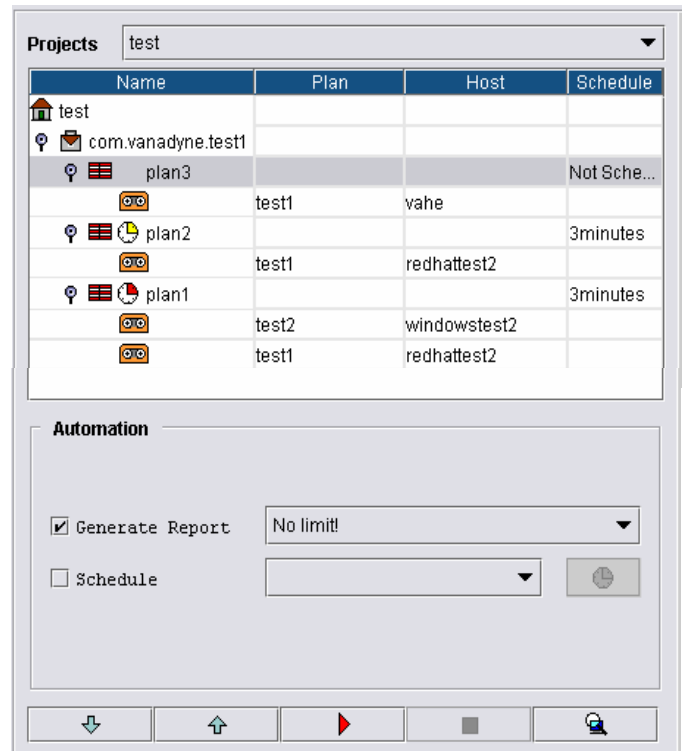 Projects test
Name Plan Host Schedule
test
com.vanadyne.test1
plan3 Not Sche...
test1 vahe
plan2 3minutes
test1 redhattest2
plan1 3minutes
test2 windowstest2
test1 redhattest2
Automation
Generate Report No limit!
Schedule